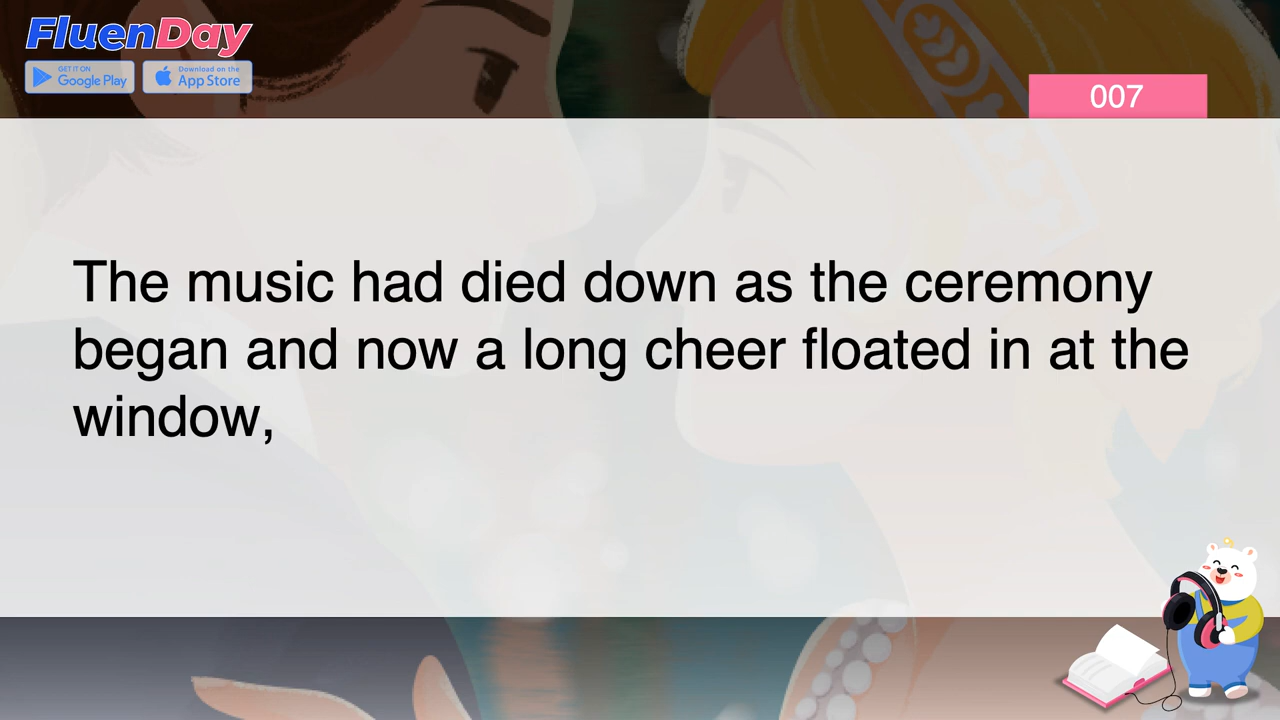 FluenDay
GET IT ON
Google Play
Download on the
App Store
007
The music had died down as the ceremony
began and now a long cheer floated in at the
window,